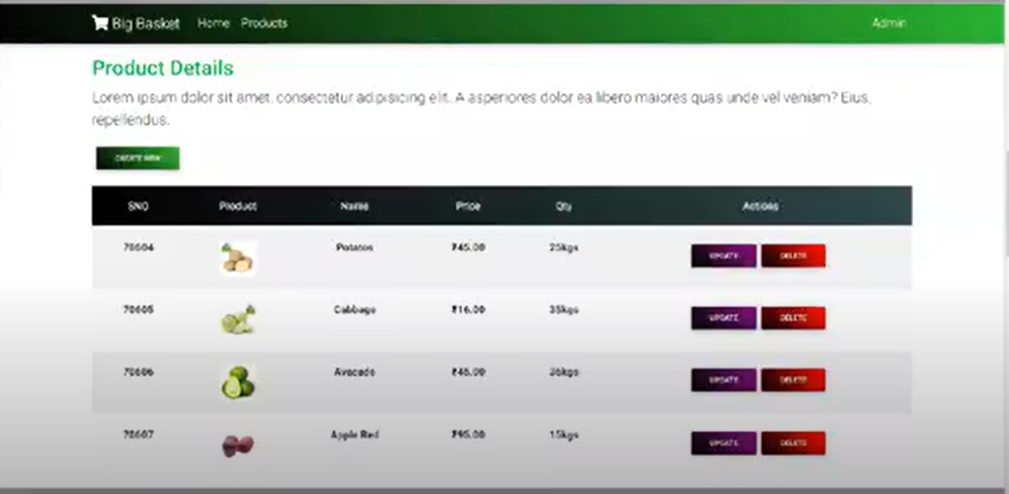 Big Basket Home Products Admin
Product Details
Lorem ipsum dolor sit amet, consectetur adipisicing elit. A asperiores dolor ea libero maiores quas unde vel veniam? Eius,
repellendus.
CREATE NEW
SNO Product Name Price Qty Actions
70604 Potatos ₹45.00 25kgs UPDATE DELETE
70605 Cabbage ₹16.00 35kgs UPDATE DELETE
70606 Avocado ₹45.00 36kgs UPDATE DELETE
70607 Apple Red ₹95.00 15kgs UPDATE DELETE